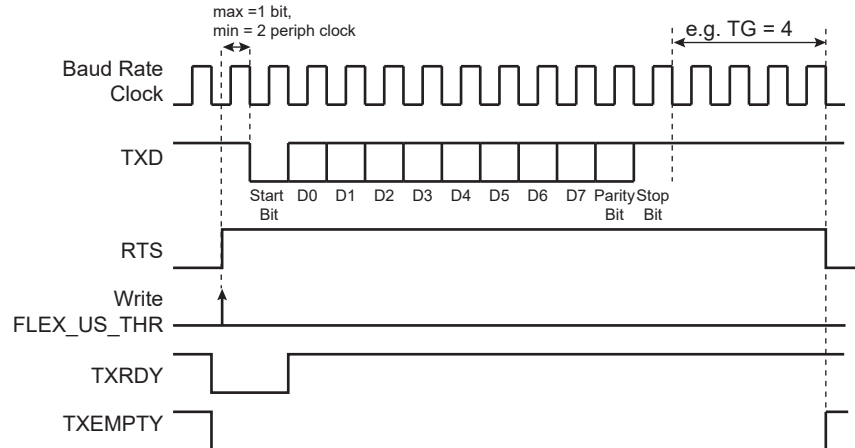 max =1 bit,
min = 2 periph clock
e.g. TG = 4
Baud Rate
Clock
TXD
Start D0 D1 D2 D3 D4 D5 D6 D7 Parity Stop
Bit Bit Bit
RTS
Write
FLEX_US_THR
TXRDY
TXEMPTY